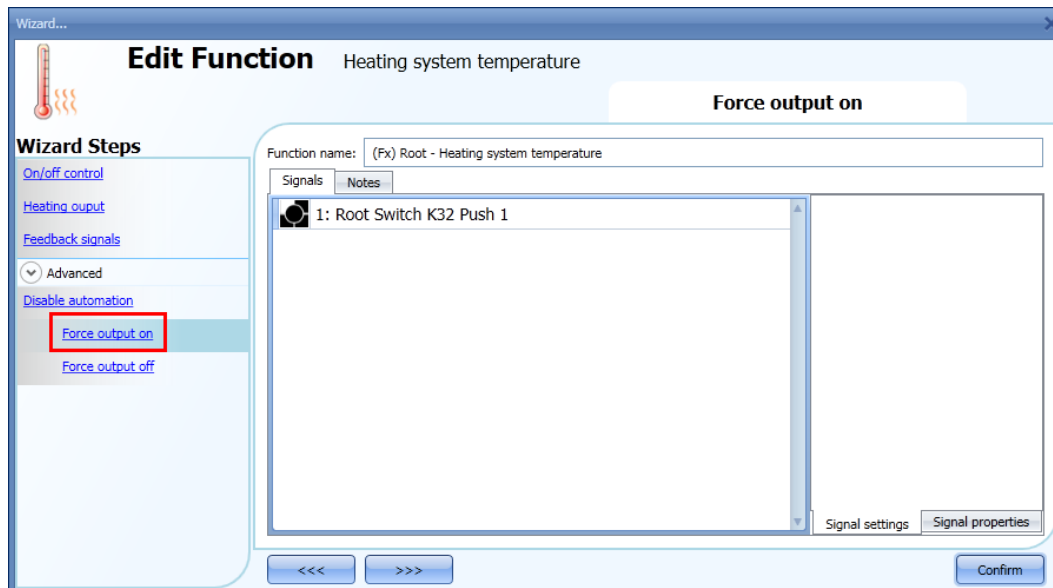 Wizard...
Edit Function Heating system temperature
Force output on
Wizard Steps
On/off control
Heating ouput
Feedback signals
Advanced
Disable automation
Force output on
Force output off
Function name: (Fx) Root - Heating system temperature
Signals Notes
1: Root Switch K32 Push 1
Signal settings Signal properties
<<< >>> Confirm